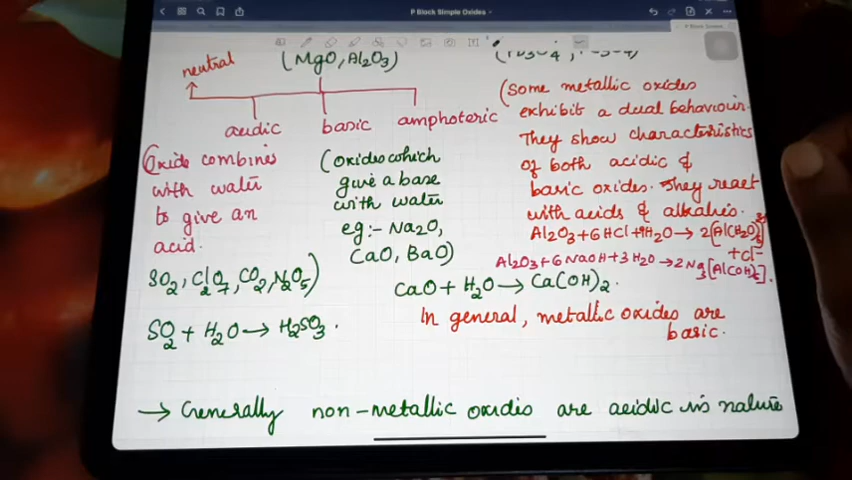 P Block Simple Oxides
P Block Simple
neutral
(MgO, Al2O3)
acidic
basic
amphoteric
(Oxide combines
with water
to give an
acid.
SO2, Cl2O7, CO2, N2O5)
SO2 + H2O → H2SO3.
(oxides which
give a base
with water
eg:- Na2O,
CaO, BaO)
CaO + H2O → Ca(OH)2.
(Some metallic oxides
exhibit a dual behaviour.
They show characteristics
of both acidic &
basic oxides. They react
with acids & alkalies.
Al2O3 + 6HCl + 9H2O → 2[Al(H2O)6]3+
+ Cl-
Al2O3 + 6NaOH + 3H2O → 2Na3[Al(OH)6].
In general, metallic oxides are
basic.
→ Generally non-metallic oxides are acidic in nature